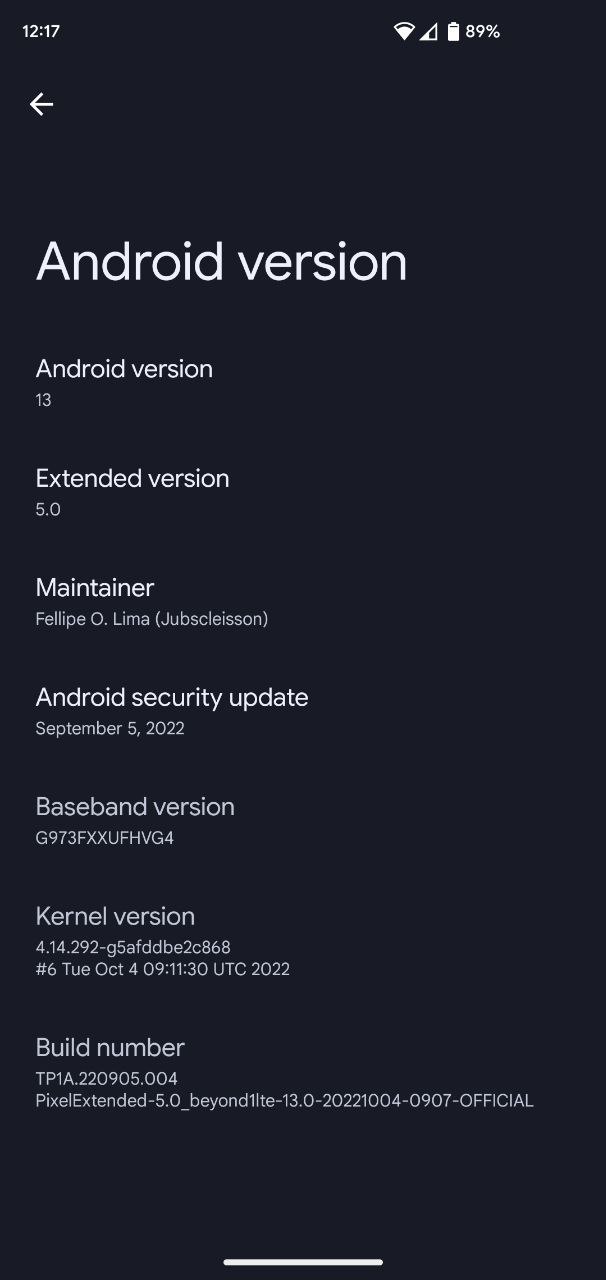 12:17
89%
Android version
Android version
13
Extended version
5.0
Maintainer
Fellipe O. Lima (Jubscleisson)
Android security update
September 5, 2022
Baseband version
G973FXXUFHVG4
Kernel version
4.14.292-g5afddbe2c868
#6 Tue Oct 4 09:11:30 UTC 2022
Build number
TP1A.220905.004
PixelExtended-5.0_beyond1lte-13.0-20221004-0907-OFFICIAL